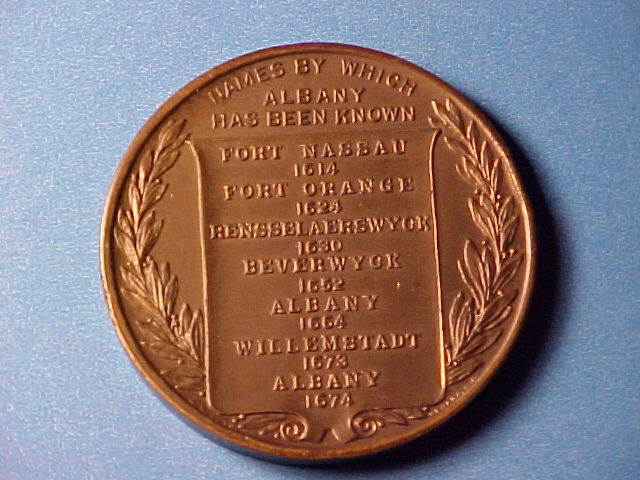 NAMES BY WHICH
ALBANY
HAS BEEN KNOWN
FORT NASSAU
1614
FORT ORANGE
1624
RENSSELAERSWYCK
1630
BEVERWYCK
1652
ALBANY
1664
WILLEMSTADT
1673
ALBANY
1674